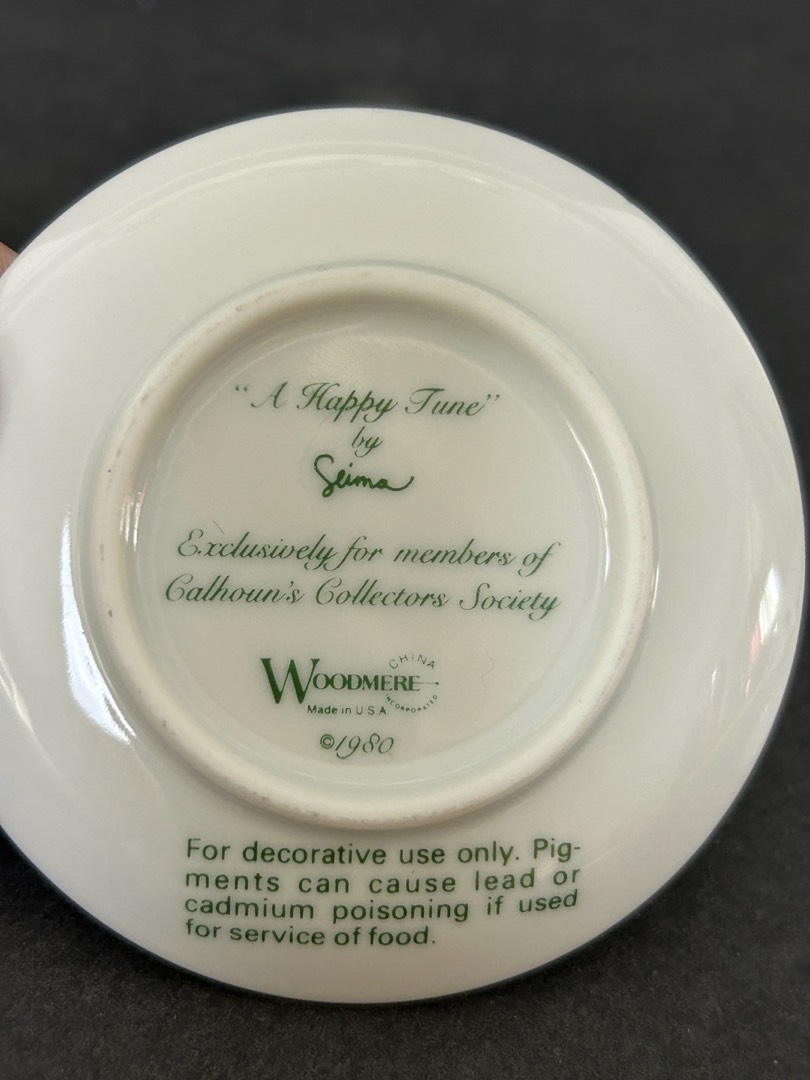 “A Happy Tune”
by
Seima
Exclusively for members of
Calhoun's Collectors Society
WOODMERE CHINA INCORPORATED
Made in U.S.A.
©1980
For decorative use only. Pig-
ments can cause lead or
cadmium poisoning if used
for service of food.